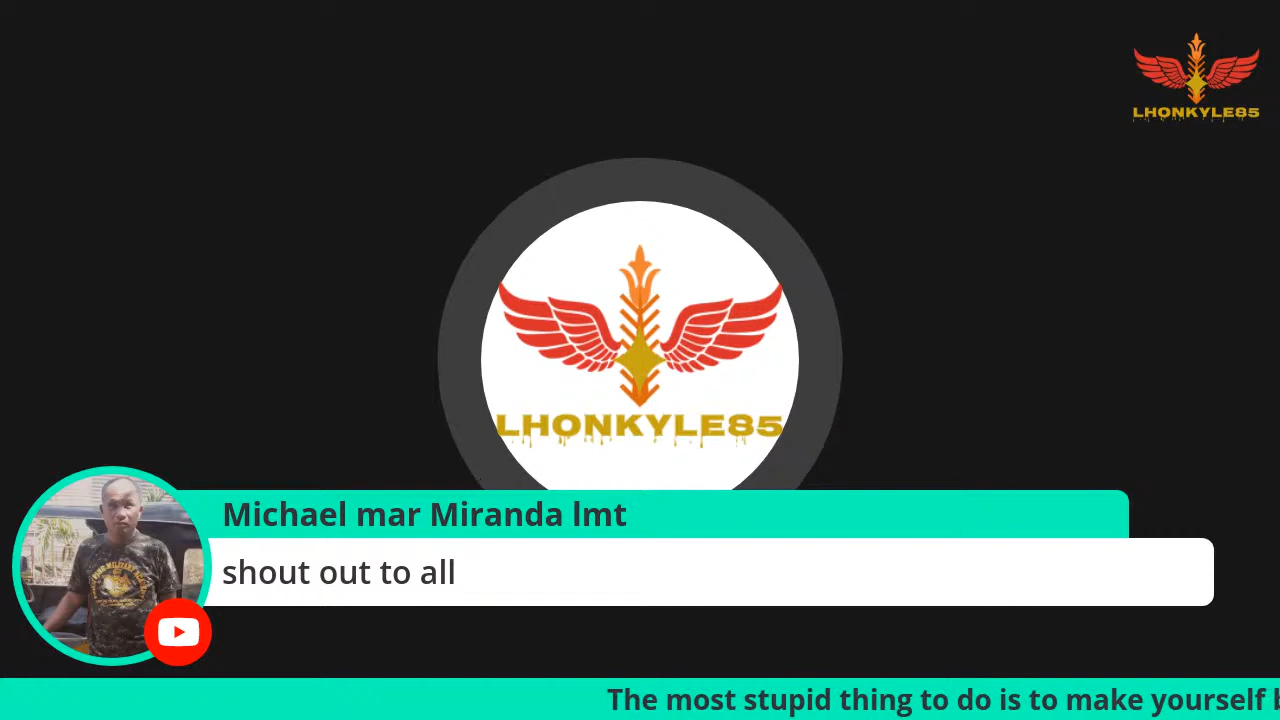 LHONKYLE85
LHONKYLE85
Michael mar Miranda lmt
shout out to all
The most stupid thing to do is to make yourself